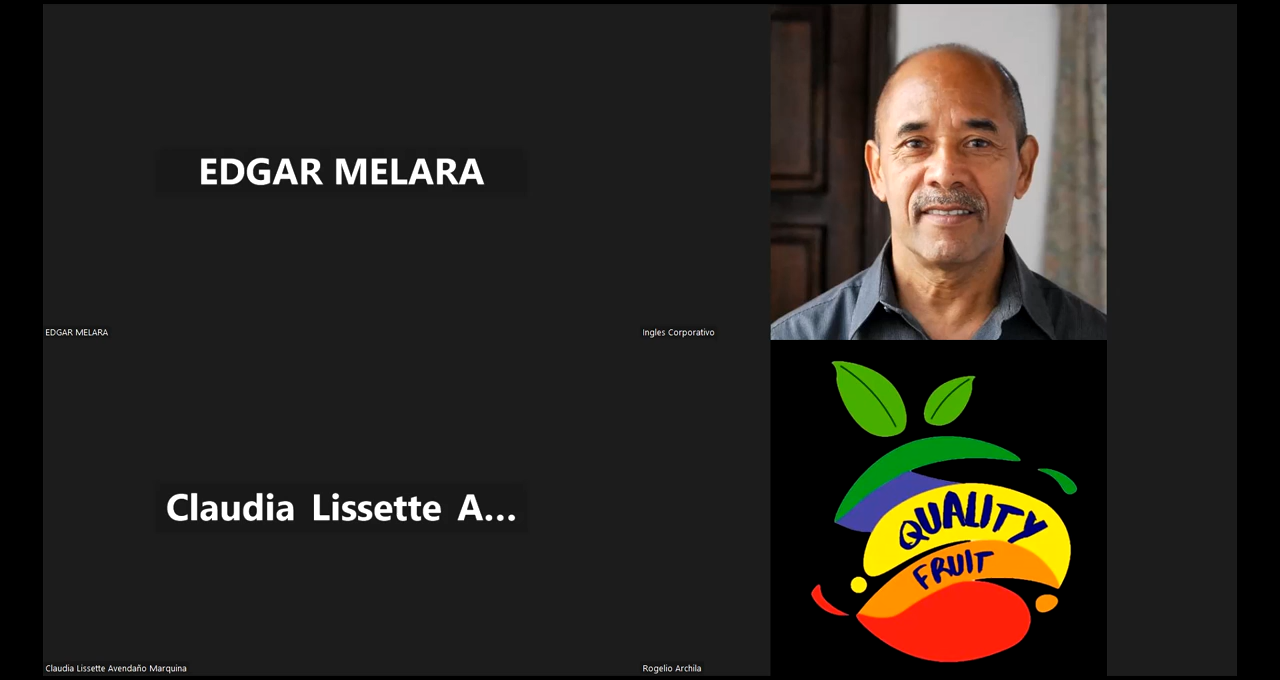 EDGAR MELARA
EDGAR MELARA
Ingles Corporativo
Claudia Lissette A...
Claudia Lissette Avendaño Marquina
QUALITY
FRUIT
Rogelio Archila